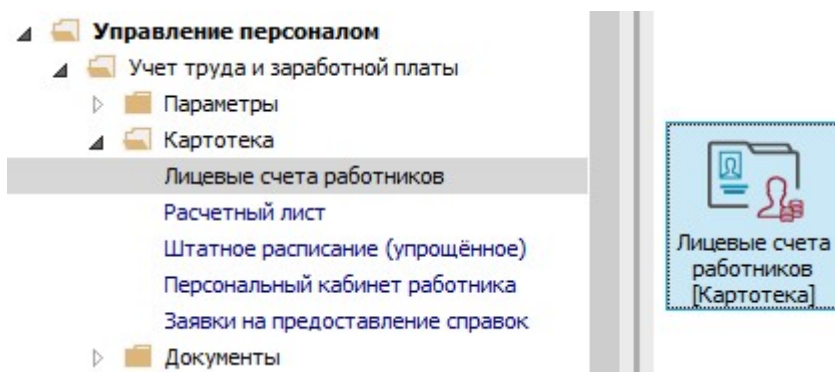 Управление персоналом
Учет труда и заработной платы
Параметры
Картотека
Лицевые счета работников
Расчетный лист
Штатное расписание (упрощённое)
Персональный кабинет работника
Заявки на предоставление справок
Документы
Лицевые счета
работников
[Картотека]